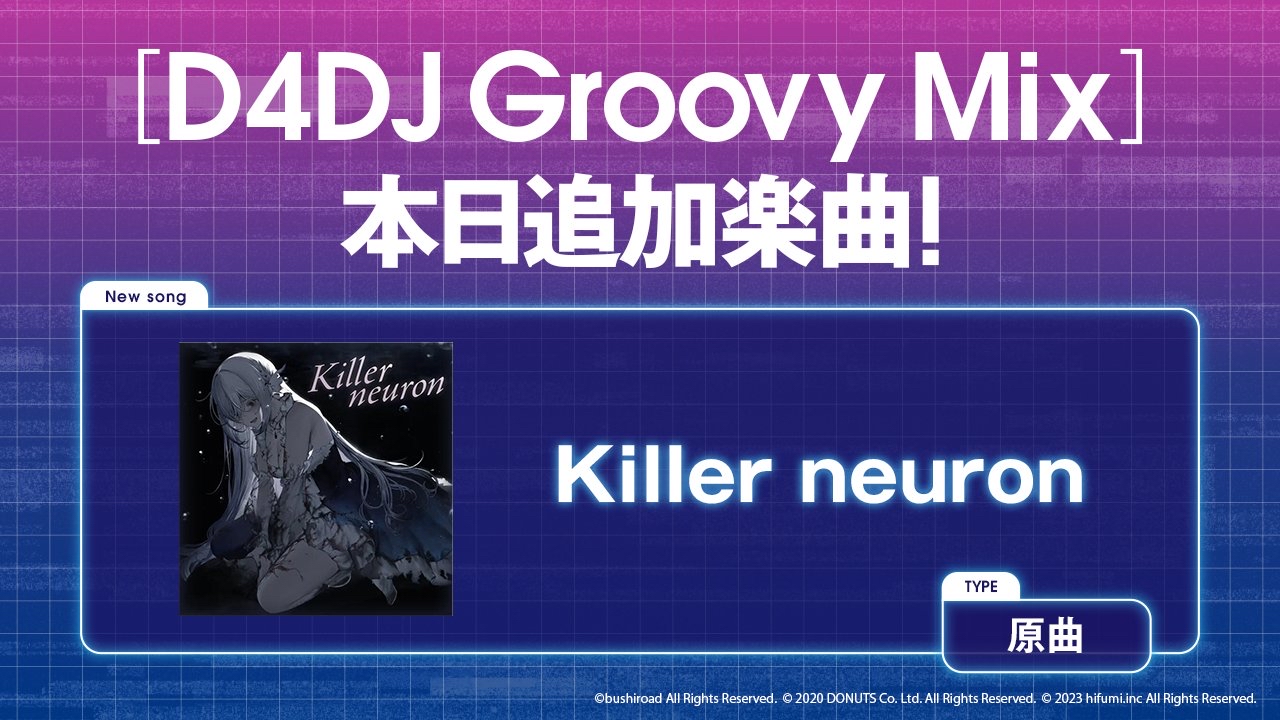 [D4DJ Groovy Mix]
本日追加楽曲！
New song
Killer
neuron
Killer neuron
TYPE
原曲
©bushiroad All Rights Reserved. © 2020 DONUTS Co. Ltd. All Rights Reserved. © 2023 hifumi.inc All Rights Reserved.